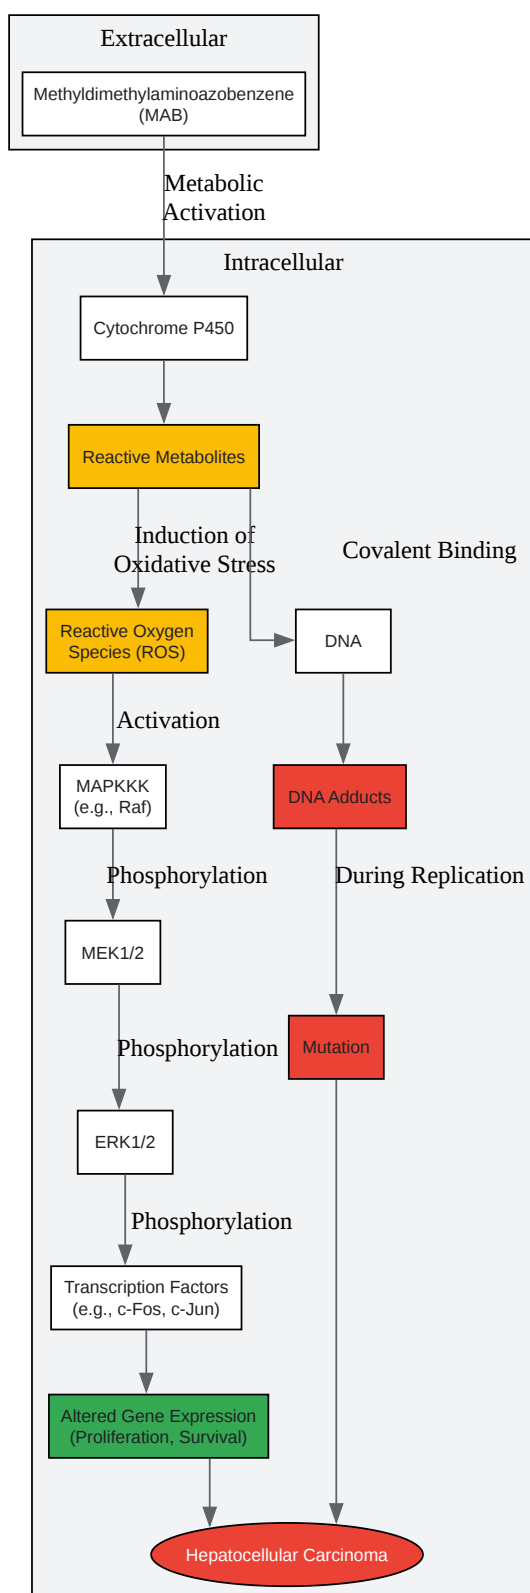 Extracellular
Methyldimethylaminoazobenzene
(MAB)
Metabolic
Activation
Intracellular
Cytochrome P450
Reactive Metabolites
Induction of
Oxidative Stress
Covalent Binding
Reactive Oxygen
Species (ROS)
DNA
Activation
MAPKKK
(e.g., Raf)
DNA Adducts
Phosphorylation
During Replication
MEK1/2
Phosphorylation
Mutation
ERK1/2
Phosphorylation
Transcription Factors
(e.g., c-Fos, c-Jun)
Altered Gene Expression
(Proliferation, Survival)
Hepatocellular Carcinoma